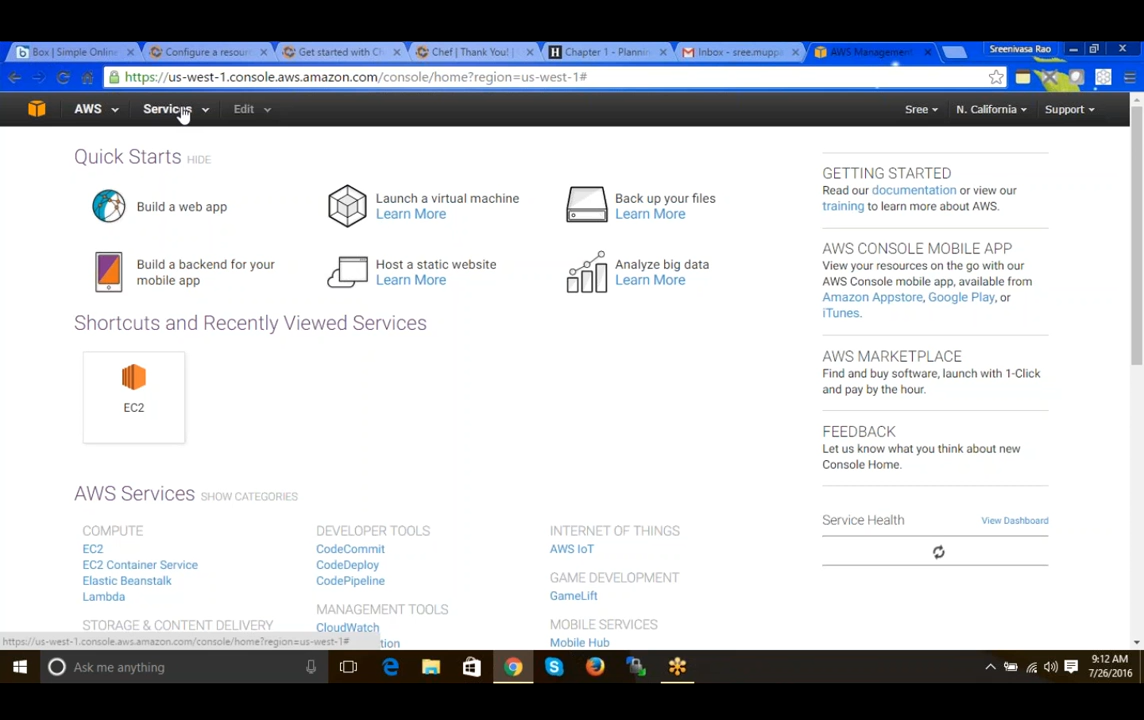 Box | Simple Online
Configure a resour
Get started with Ch
Chef | Thank You! |
Chapter 1 - Plannin
Inbox - sree.muppa
AWS Management
Sreenivasa Rao
https://us-west-1.console.aws.amazon.com/console/home?region=us-west-1#
AWS
Services
Edit
Sree
N. California
Support
Quick Starts HIDE
Build a web app
Launch a virtual machine
Learn More
Back up your files
Learn More
Build a backend for your
mobile app
Host a static website
Learn More
Analyze big data
Learn More
Shortcuts and Recently Viewed Services
EC2
AWS Services SHOW CATEGORIES
COMPUTE
EC2
EC2 Container Service
Elastic Beanstalk
Lambda
STORAGE & CONTENT DELIVERY
DEVELOPER TOOLS
CodeCommit
CodeDeploy
CodePipeline
MANAGEMENT TOOLS
CloudWatch
tion
INTERNET OF THINGS
AWS IoT
GAME DEVELOPMENT
GameLift
MOBILE SERVICES
Mobile Hub
GETTING STARTED
Read our documentation or view our
training to learn more about AWS.
AWS CONSOLE MOBILE APP
View your resources on the go with our
AWS Console mobile app, available from
Amazon Appstore, Google Play, or
iTunes.
AWS MARKETPLACE
Find and buy software, launch with 1-Click
and pay by the hour.
FEEDBACK
Let us know what you think about new
Console Home.
Service Health
View Dashboard
https://us-west-1.console.aws.amazon.com/console/home?region=us-west-1#
Ask me anything
9:12 AM
7/26/2016